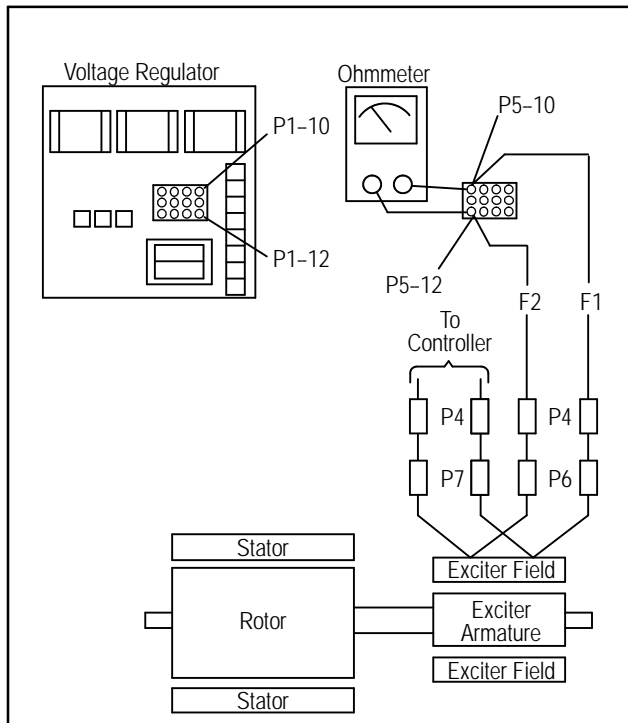 Voltage Regulator
Ohmmeter
P5–10
P1–10
P1–12
P5–12
F2
F1
To
Controller
P4
P4
P7
P6
Stator
Exciter Field
Rotor
Exciter
Armature
Exciter Field
Stator